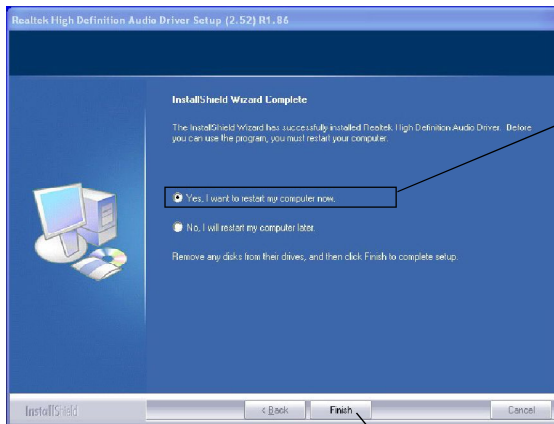 Realtek High Definition Audio Driver Setup (2.52) R1.86
InstallShield Wizard Complete
The InstallShield Wizard has successfully installed Realtek High Definition Audio Driver. Before
you can use the program, you must restart your computer.
Yes, I want to restart my computer now.
No, I will restart my computer later.
Remove any disks from their drives, and then click Finish to complete setup.
InstallShield
< Back
Finish
Cancel